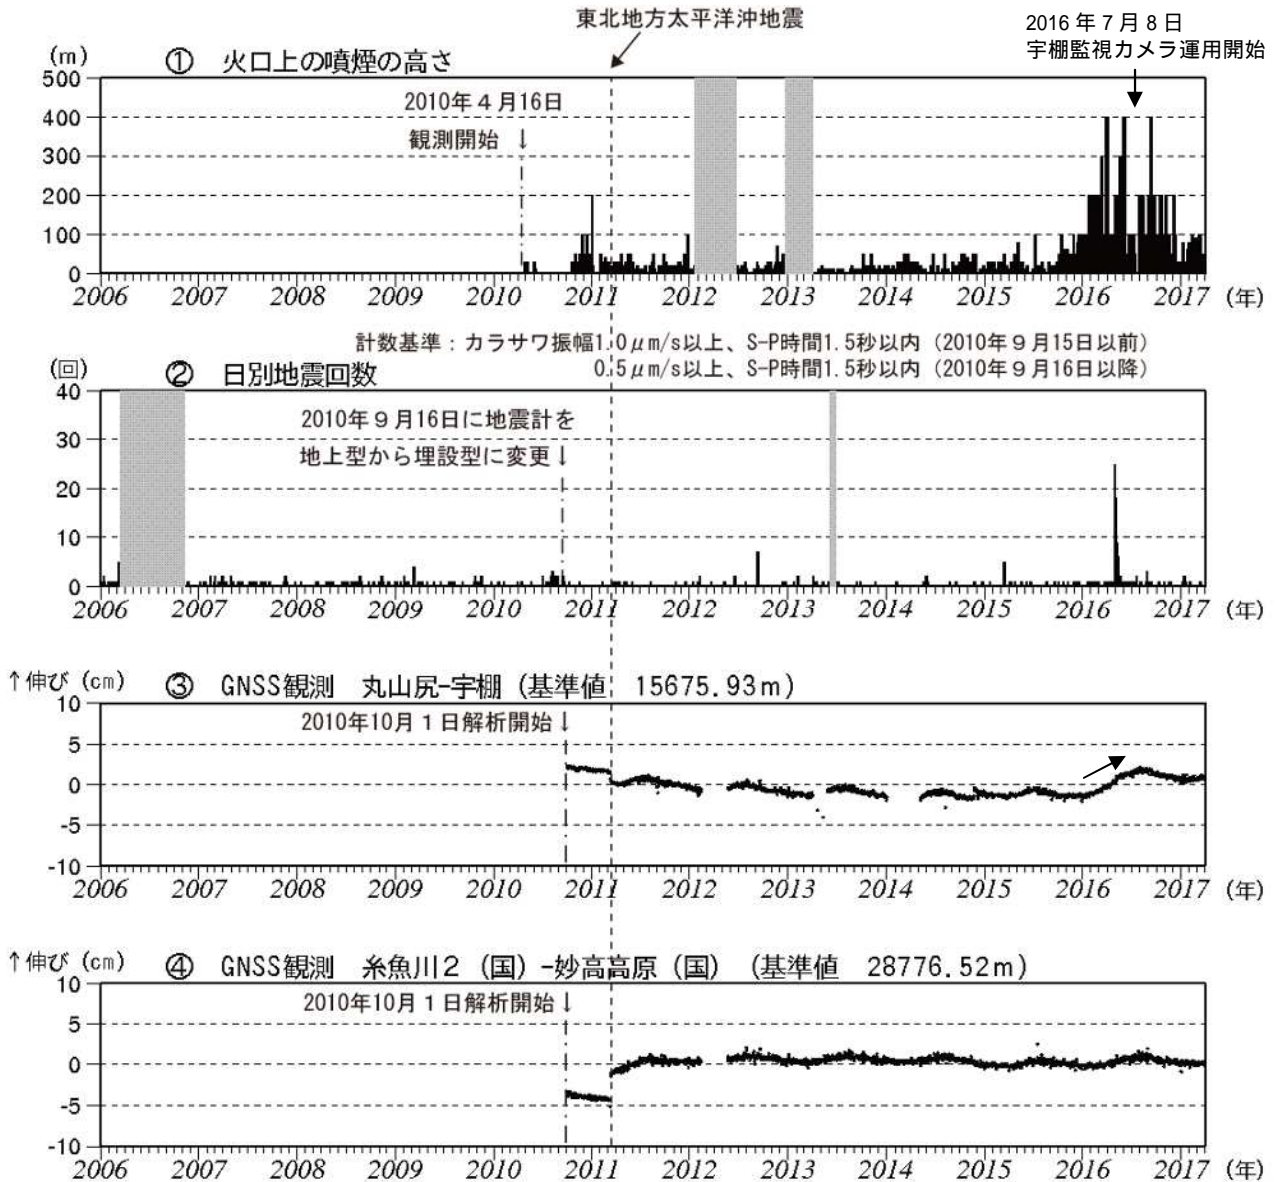 東北地方太平洋沖地震
2016年7月8日
宇棚監視カメラ運用開始
(m)
① 火口上の噴煙の高さ
500
400
300
200
100
0
2010年4月16日
観測開始 ↓
2006 2007 2008 2009 2010 2011 2012 2013 2014 2015 2016 2017 (年)
計数基準：カラサワ振幅1.0μm/s以上、S-P時間1.5秒以内（2010年9月15日以前）
0.5μm/s以上、S-P時間1.5秒以内（2010年9月16日以降）
(回)
② 日別地震回数
40
30
20
10
0
2010年9月16日に地震計を
地上型から埋設型に変更↓
2006 2007 2008 2009 2010 2011 2012 2013 2014 2015 2016 2017 (年)
↑伸び (cm)
③ GNSS観測 丸山尻-宇棚 (基準値 15675.93m)
10
5
0
-5
-10
2010年10月1日解析開始↓
2006 2007 2008 2009 2010 2011 2012 2013 2014 2015 2016 2017 (年)
↑伸び (cm)
④ GNSS観測 糸魚川2 (国) -妙高高原 (国) (基準値 28776.52m)
10
5
0
-5
-10
2010年10月1日解析開始↓
2006 2007 2008 2009 2010 2011 2012 2013 2014 2015 2016 2017 (年)